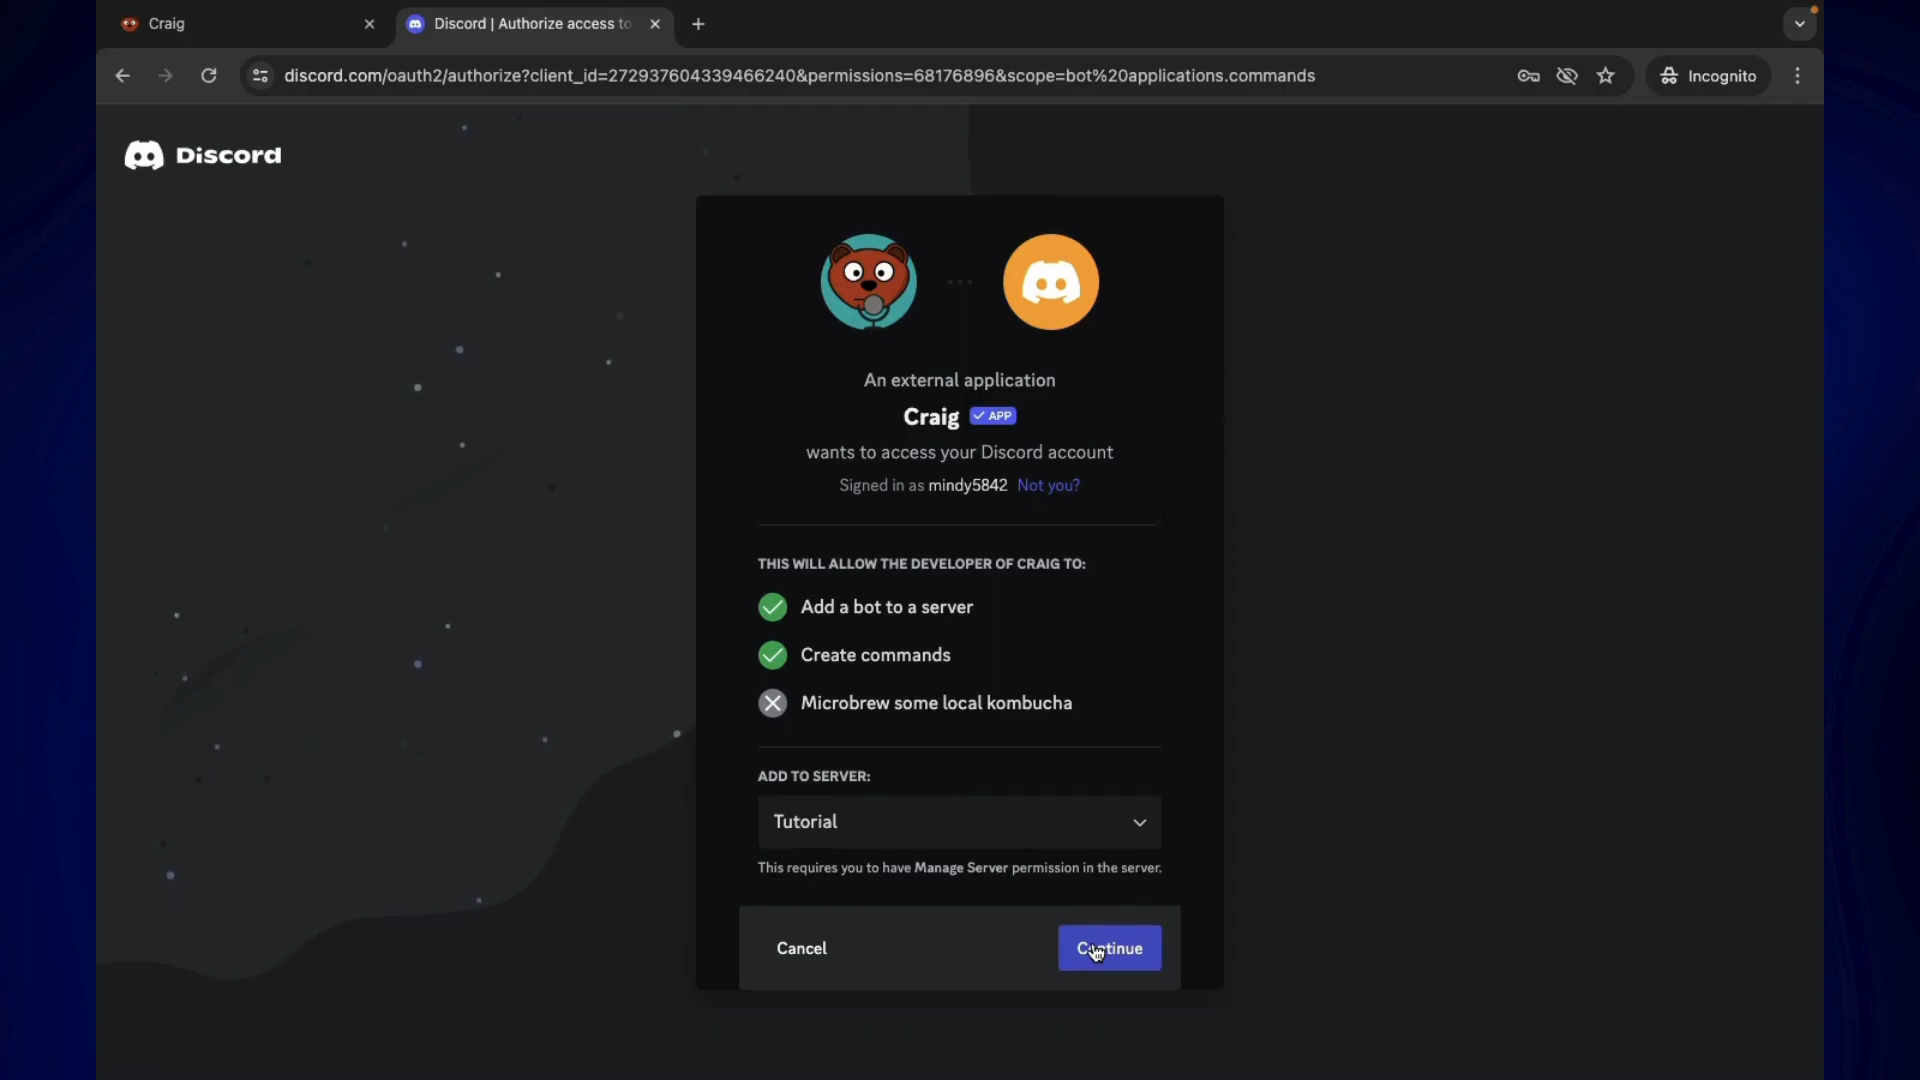 Craig
Discord | Authorize access to
discord.com/oauth2/authorize?client_id=272937604339466240&permissions=68176896&scope=bot%20applications.commands
Incognito
Discord
An external application
Craig APP
wants to access your Discord account
Signed in as mindy5842 Not you?
THIS WILL ALLOW THE DEVELOPER OF CRAIG TO:
Add a bot to a server
Create commands
Microbrew some local kombucha
ADD TO SERVER:
Tutorial
This requires you to have Manage Server permission in the server.
Cancel
Continue